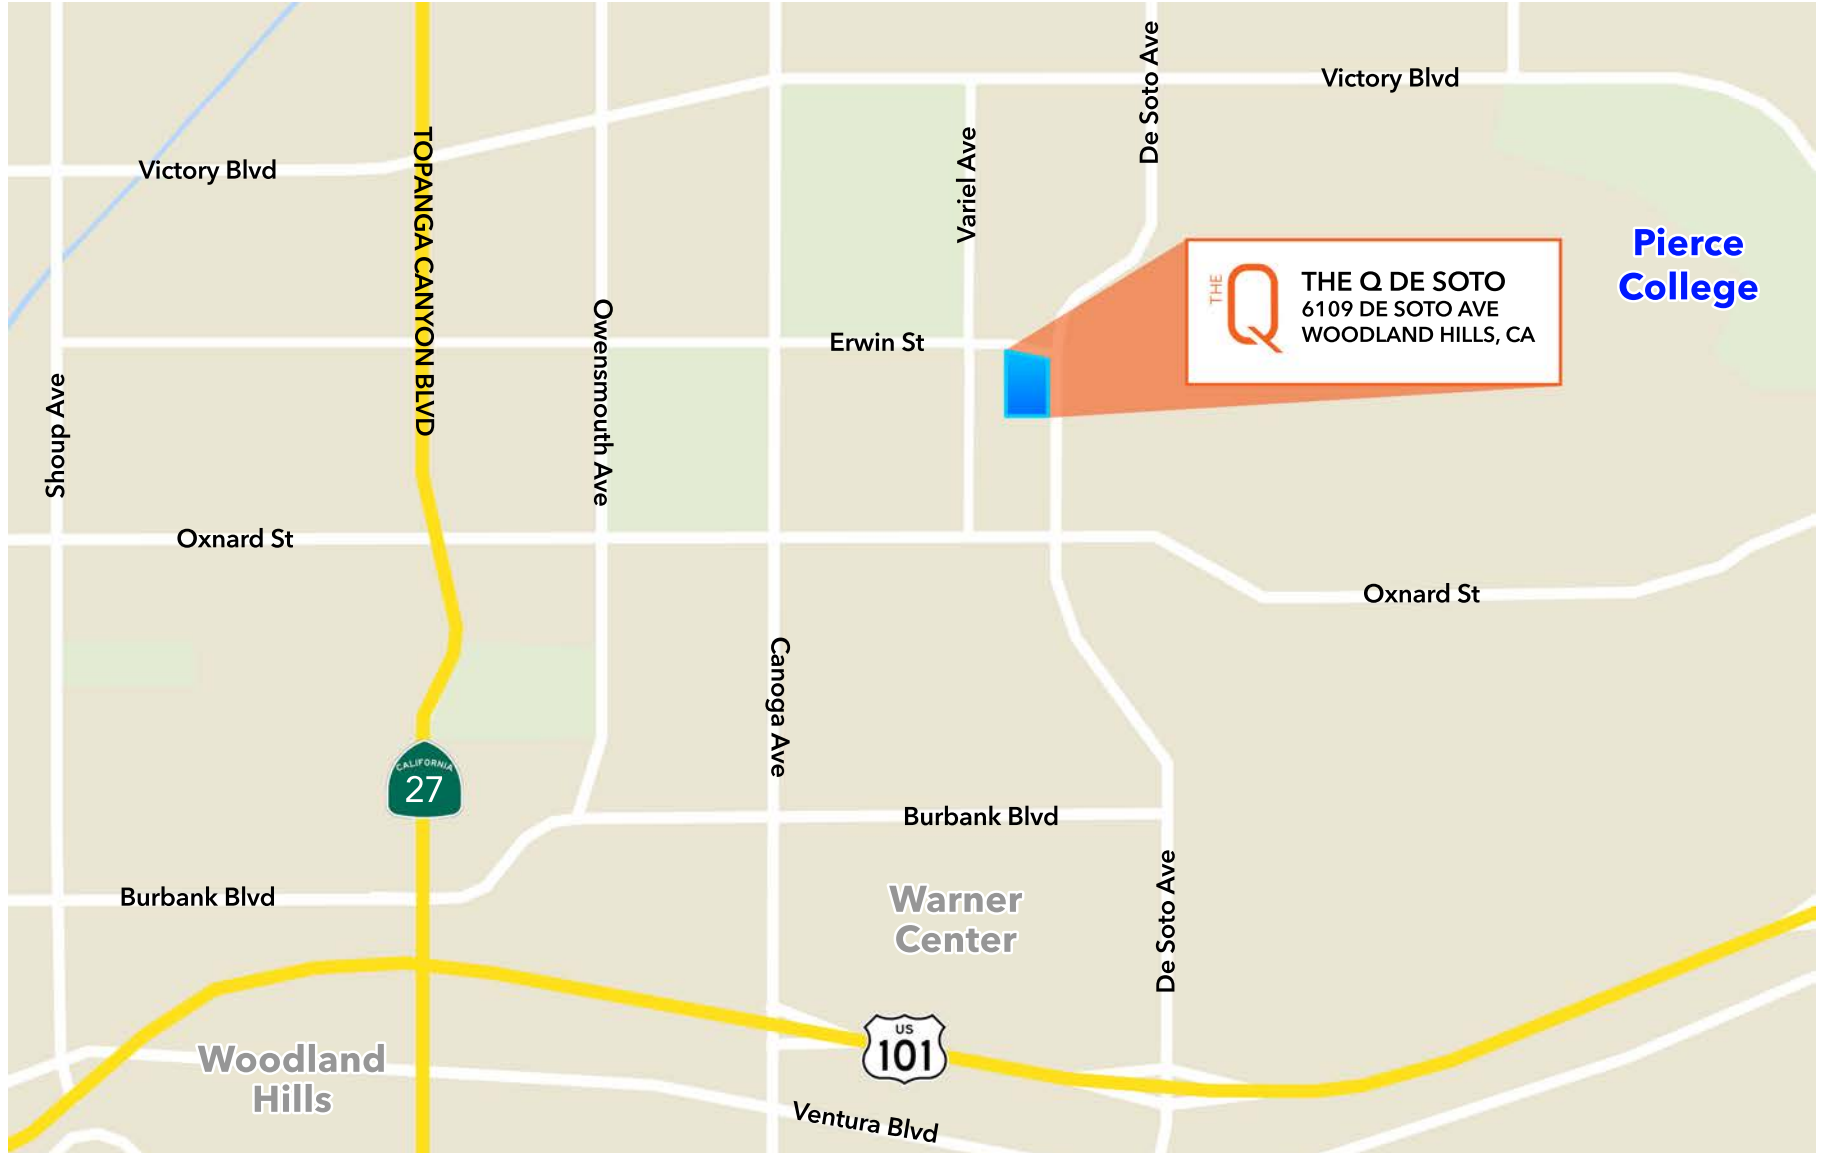 De Soto Ave
Victory Blvd
Victory Blvd
TOPANGA CANYON BLVD
Variel Ave
Pierce
College
THE
Q
THE Q DE SOTO
6109 DE SOTO AVE
WOODLAND HILLS, CA
Owensmouth Ave
Erwin St
Shoup Ave
Oxnard St
Oxnard St
Canoga Ave
CALIFORNIA
27
Burbank Blvd
Burbank Blvd
De Soto Ave
Warner
Center
US
101
Woodland
Hills
Ventura Blvd